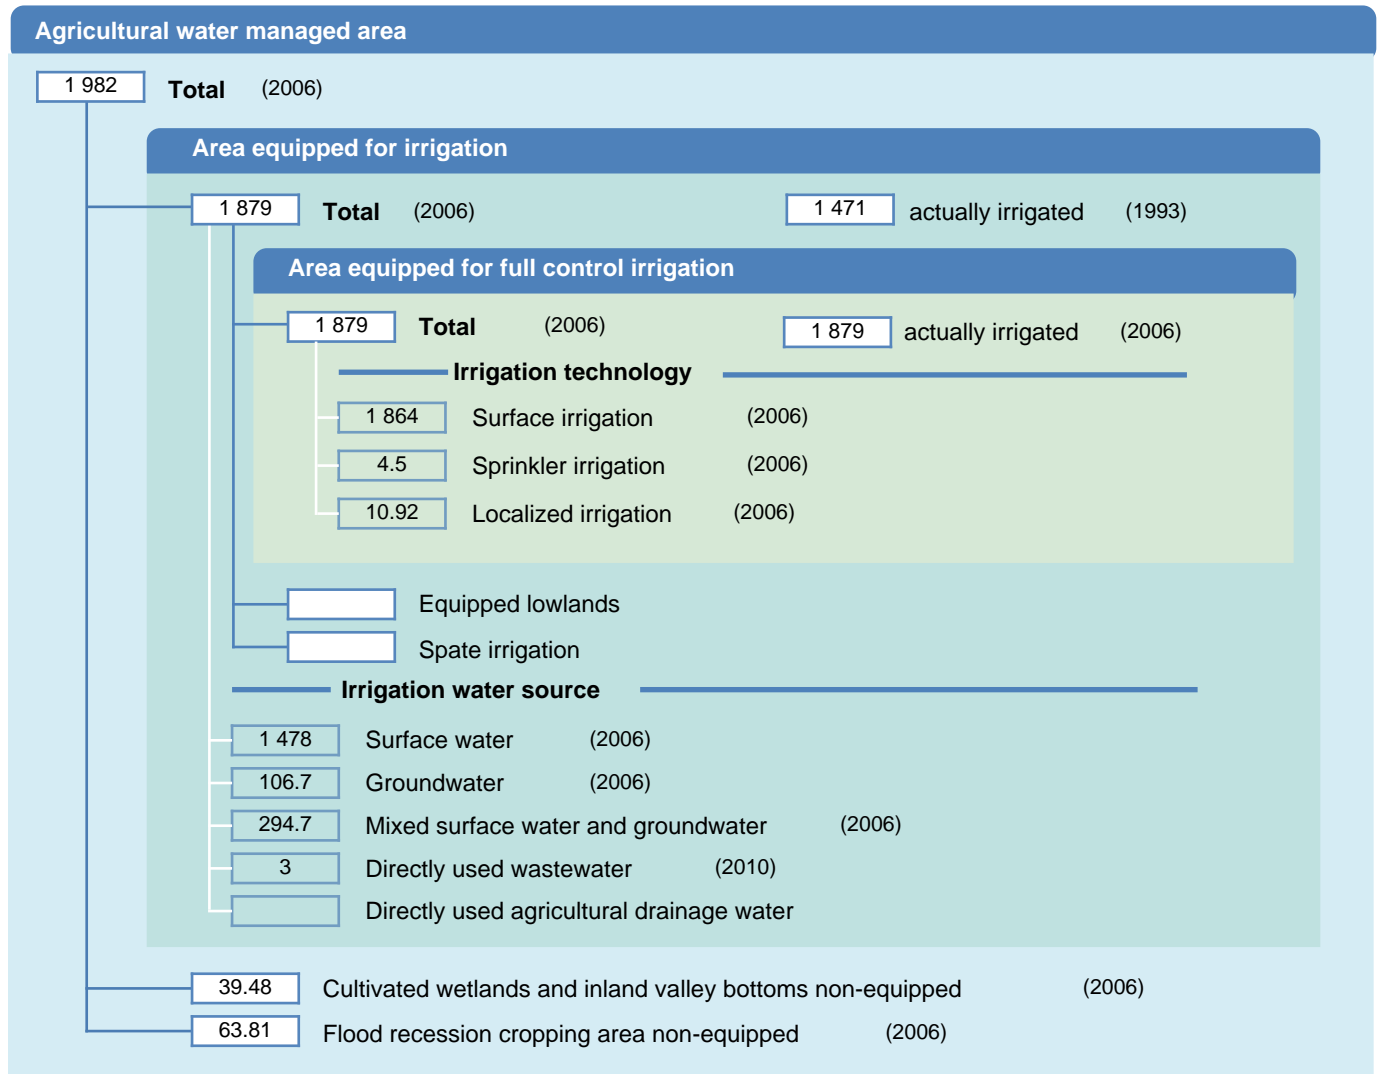 Agricultural water managed area
1 982 Total (2006)
Area equipped for irrigation
1 879 Total (2006) 1 471 actually irrigated (1993)
Area equipped for full control irrigation
1 879 Total (2006) 1 879 actually irrigated (2006)
Irrigation technology
1 864 Surface irrigation (2006)
4.5 Sprinkler irrigation (2006)
10.92 Localized irrigation (2006)
Equipped lowlands
Spate irrigation
Irrigation water source
1 478 Surface water (2006)
106.7 Groundwater (2006)
294.7 Mixed surface water and groundwater (2006)
3 Directly used wastewater (2010)
Directly used agricultural drainage water
39.48 Cultivated wetlands and inland valley bottoms non-equipped (2006)
63.81 Flood recession cropping area non-equipped (2006)